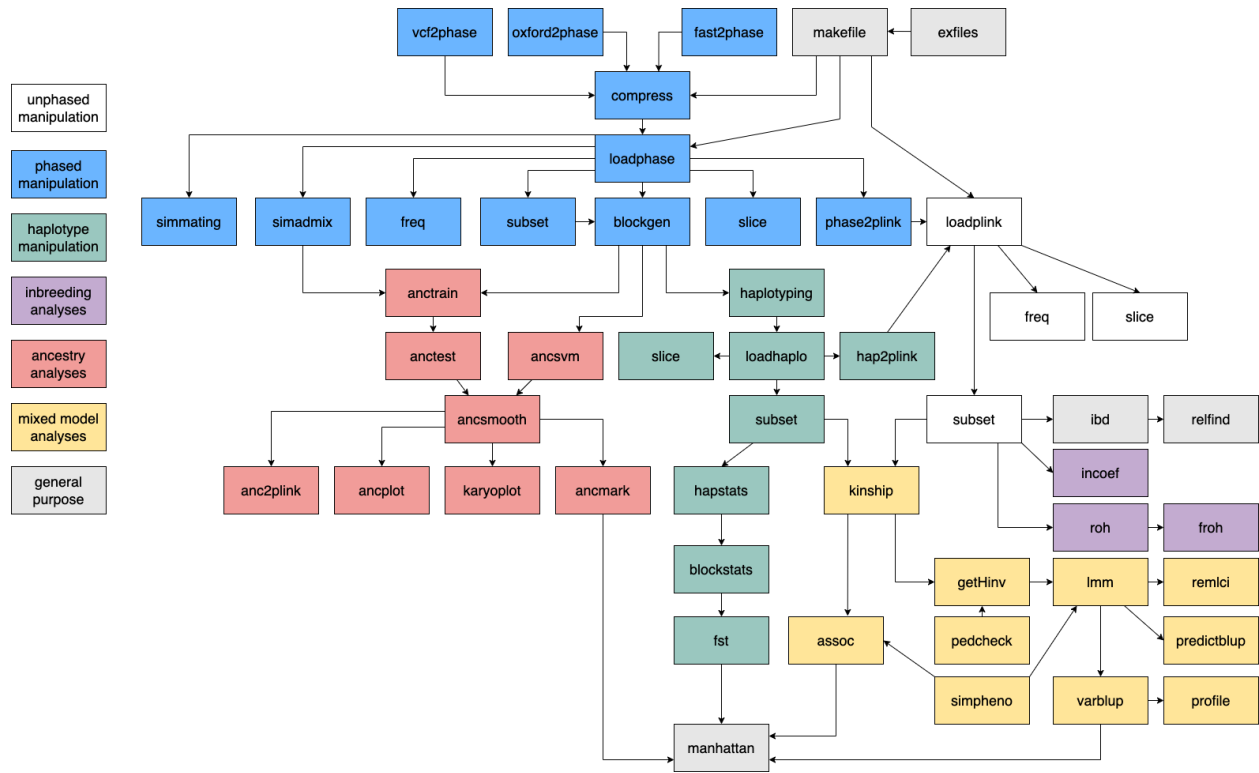 vcf2phase
oxford2phase
fast2phase
makefile
exfiles
unphased
manipulation
compress
phased
manipulation
loadphase
simmating
simadmix
freq
subset
blockgen
slice
phase2plink
loadplink
haplotype
manipulation
inbreeding
analyses
anctrain
haplotyping
freq
slice
ancestry
analyses
anctest
ancsvm
slice
loadhaplo
hap2plink
mixed model
analyses
ancsmooth
subset
subset
ibd
relfind
general
purpose
anc2plink
ancplot
karyoplot
ancmark
hapstats
kinship
incoef
roh
froh
blockstats
getHinv
lmm
remlci
fst
assoc
pedcheck
predictblup
simpheno
varblup
profile
manhattan